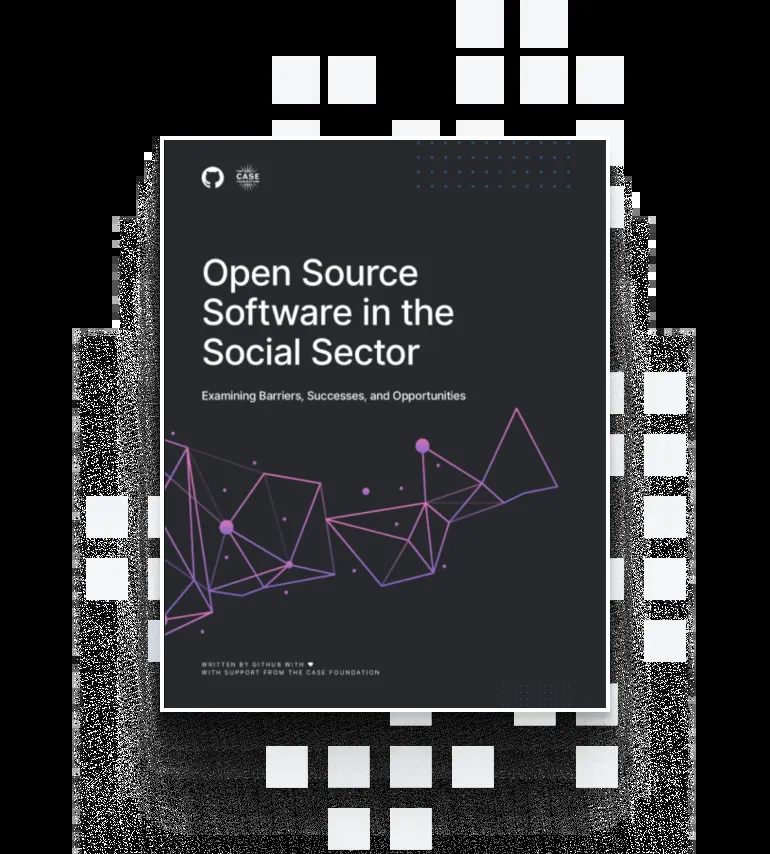 CASE
Open Source
Software in the
Social Sector
Examining Barriers, Successes, and Opportunities
WRITTEN BY GITHUB WITH ♥
WITH SUPPORT FROM THE CASE FOUNDATION